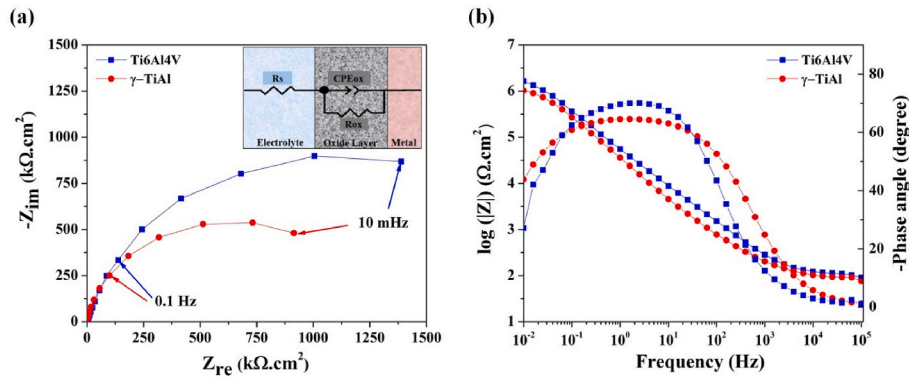 (a)
1500
1250
1000
750
500
250
0
-Z_im (kΩ.cm²)
Ti6Al4V
γ−TiAl
Rs
CPEox
Rox
Electrolyte
Oxide Layer
Metal
10 mHz
0.1 Hz
0 250 500 750 1000 1250 1500
Z_re (kΩ.cm²)
(b)
7
6
5
4
3
2
1
log (|Z|) (Ω.cm²)
Ti6Al4V
γ−TiAl
80
60
40
20
0
-Phase angle (degree)
10⁻² 10⁻¹ 10⁰ 10¹ 10² 10³ 10⁴ 10⁵
Frequency (Hz)